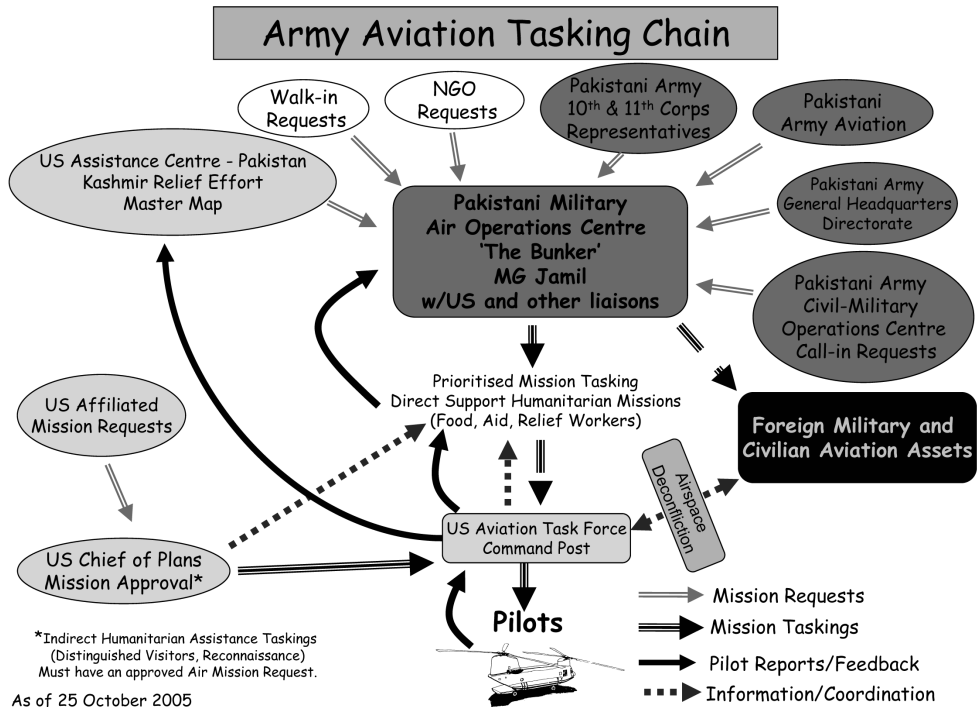 Army Aviation Tasking Chain
Walk-in
Requests
NGO
Requests
Pakistani Army
10th & 11th Corps
Representatives
Pakistani
Army Aviation
US Assistance Centre - Pakistan
Kashmir Relief Effort
Master Map
Pakistani Military
Air Operations Centre
'The Bunker'
MG Jamil
w/US and other liaisons
Pakistani Army
General Headquarters
Directorate
Pakistani Army
Civil-Military
Operations Centre
Call-in Requests
Prioritised Mission Tasking
Direct Support Humanitarian Missions
(Food, Aid, Relief Workers)
US Affiliated
Mission Requests
Foreign Military and
Civilian Aviation Assets
Airspace
Deconfliction
US Aviation Task Force
Command Post
US Chief of Plans
Mission Approval*
Pilots
Mission Requests
Mission Taskings
Pilot Reports/Feedback
Information/Coordination
*Indirect Humanitarian Assistance Taskings
(Distinguished Visitors, Reconnaissance)
Must have an approved Air Mission Request.
As of 25 October 2005